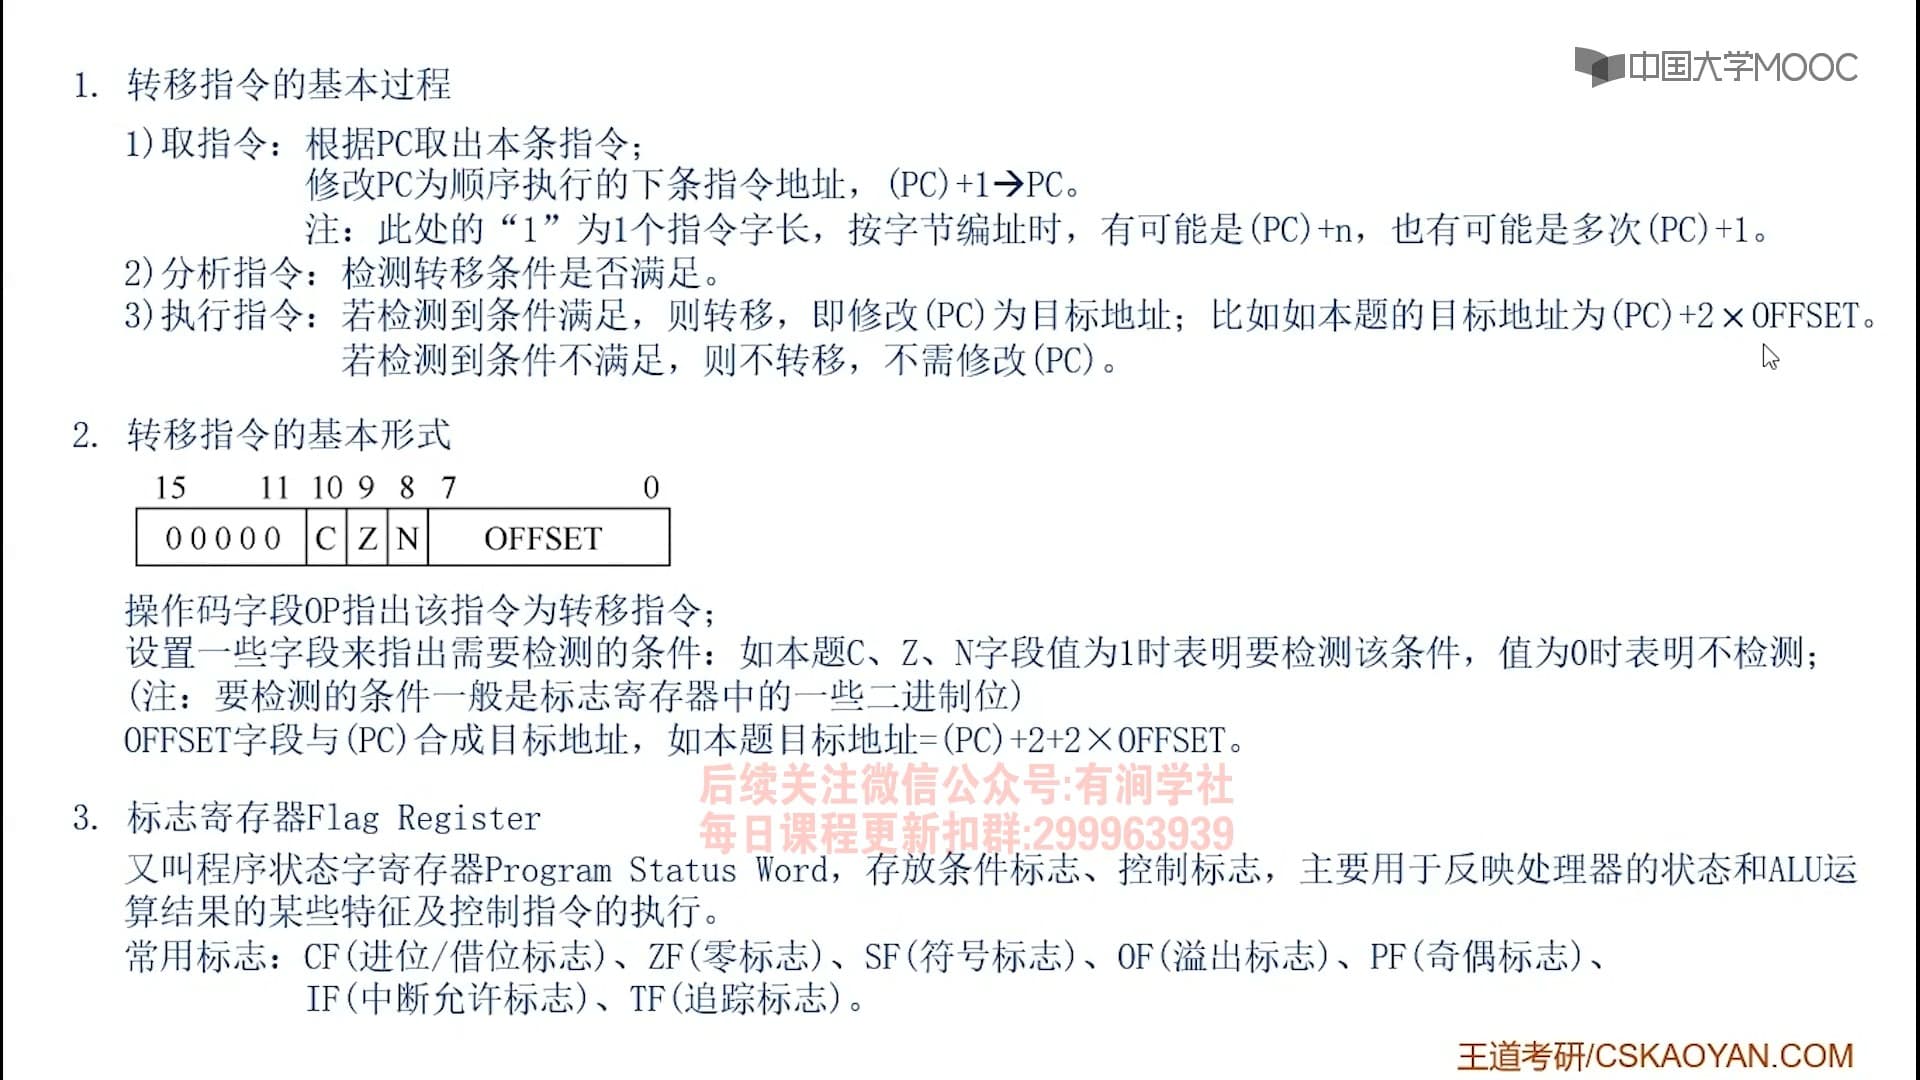 中国大学MOOC
1. 转移指令的基本过程
1)取指令：根据PC取出本条指令；
修改PC为顺序执行的下条指令地址，(PC)+1→PC。
注：此处的“1”为1个指令字长，按字节编址时，有可能是(PC)+n，也有可能是多次(PC)+1。
2)分析指令：检测转移条件是否满足。
3)执行指令：若检测到条件满足，则转移，即修改(PC)为目标地址；比如如本题的目标地址为(PC)+2×OFFSET。
若检测到条件不满足，则不转移，不需修改(PC)。
2. 转移指令的基本形式
15 11 10 9 8 7 0
0 0 0 0 0 C Z N OFFSET
操作码字段OP指出该指令为转移指令；
设置一些字段来指出需要检测的条件：如本题C、Z、N字段值为1时表明要检测该条件，值为0时表明不检测；
(注：要检测的条件一般是标志寄存器中的一些二进制位)
OFFSET字段与(PC)合成目标地址，如本题目标地址=(PC)+2+2×OFFSET。
后续关注微信公众号:有涧学社
每日课程更新扣群:299963939
3. 标志寄存器Flag Register
又叫程序状态字寄存器Program Status Word，存放条件标志、控制标志，主要用于反映处理器的状态和ALU运
算结果的某些特征及控制指令的执行。
常用标志：CF(进位/借位标志)、ZF(零标志)、SF(符号标志)、OF(溢出标志)、PF(奇偶标志)、
IF(中断允许标志)、TF(追踪标志)。
王道考研/CSKAOYAN.COM